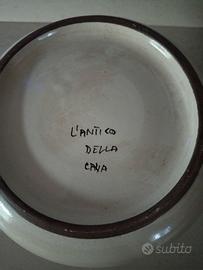 L'ANTICO
DELLA
CAVA
subito